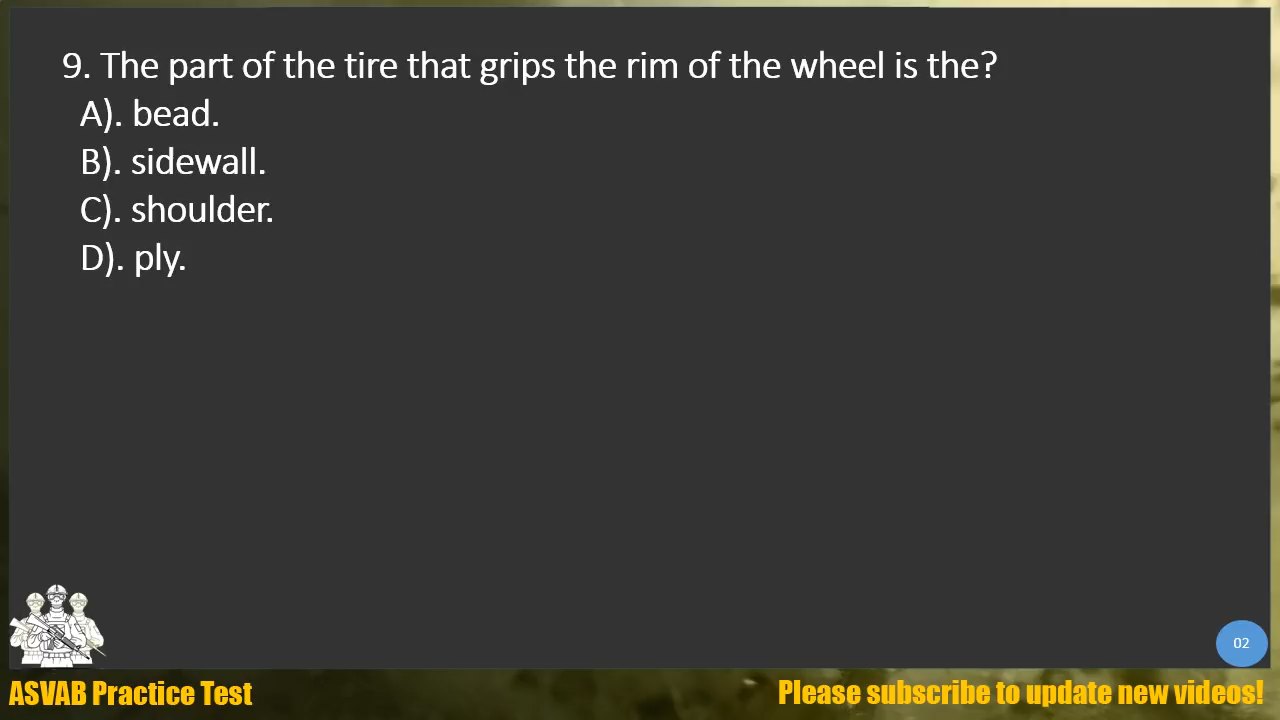 9. The part of the tire that grips the rim of the wheel is the?
A). bead.
B). sidewall.
C). shoulder.
D). ply.
02
ASVAB Practice Test
Please subscribe to update new videos!